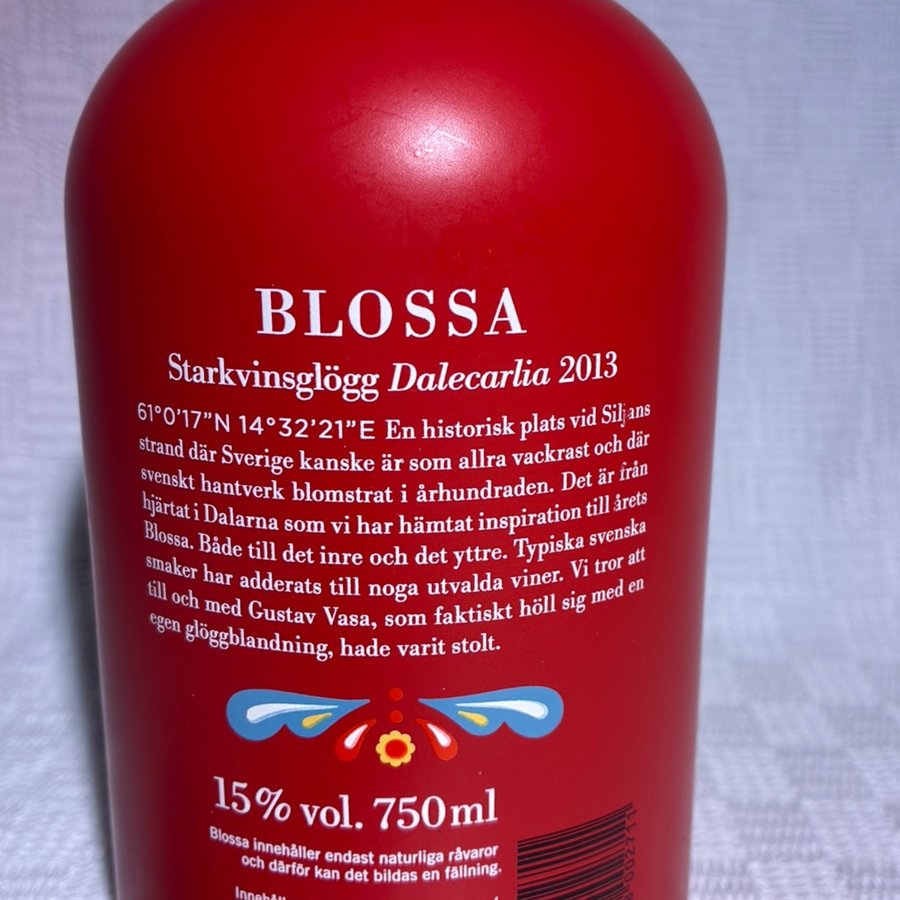 BLOSSA
Starkvinsglögg Dalecarlia 2013
61°0'17"N 14°32'21"E En historisk plats vid Siljans
strand där Sverige kanske är som allra vackrast och där
svenskt hantverk blomstrat i århundraden. Det är från
hjärtat i Dalarna som vi har hämtat inspiration till årets
Blossa. Både till det inre och det yttre. Typiska svenska
smaker har adderats till noga utvalda viner. Vi tror att
till och med Gustav Vasa, som faktiskt höll sig med en
egen glöggblandning, hade varit stolt.
15% vol. 750ml
Blossa innehåller endast naturliga råvaror
och därför kan det bildas en fällning.